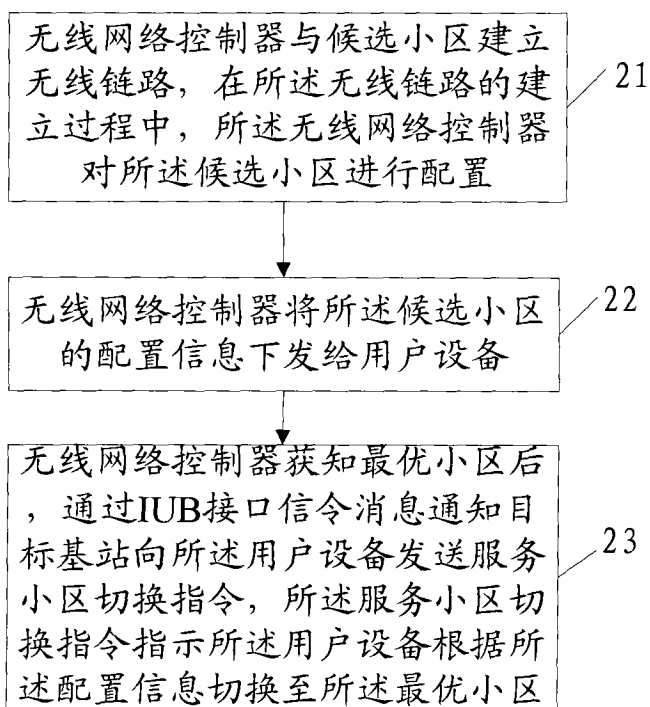 无线网络控制器与候选小区建立
无线链路，在所述无线链路的建
立过程中，所述无线网络控制器
对所述候选小区进行配置
21
无线网络控制器将所述候选小区
的配置信息下发给用户设备
22
无线网络控制器获知最优小区后
，通过IUB接口信令消息通知目
标基站向所述用户设备发送服务
小区切换指令，所述服务小区切
换指令指示所述用户设备根据所
述配置信息切换至所述最优小区
23